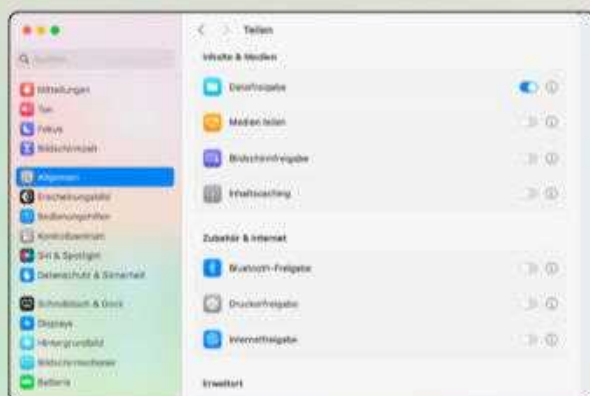 Teilen
Suchen
Inhalte & Medien
Mitteilungen
Dateifreigabe
Ton
Fokus
Medien teilen
Bildschirmzeit
Bildschirmfreigabe
Allgemein
Erscheinungsbild
Inhaltscaching
Bedienungshilfen
Kontrollzentrum
Zubehör & Internet
Siri & Spotlight
Datenschutz & Sicherheit
Bluetooth-Freigabe
Schreibtisch & Dock
Druckerfreigabe
Displays
Hintergrundbild
Internetfreigabe
Bildschirmschoner
Batterie
Erweitert